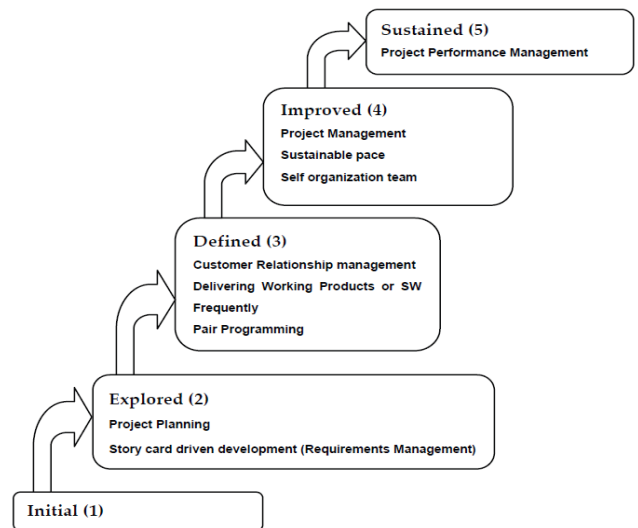 Sustained (5)
Project Performance Management
Improved (4)
Project Management
Sustainable pace
Self organization team
Defined (3)
Customer Relationship management
Delivering Working Products or SW
Frequently
Pair Programming
Explored (2)
Project Planning
Story card driven development (Requirements Management)
Initial (1)